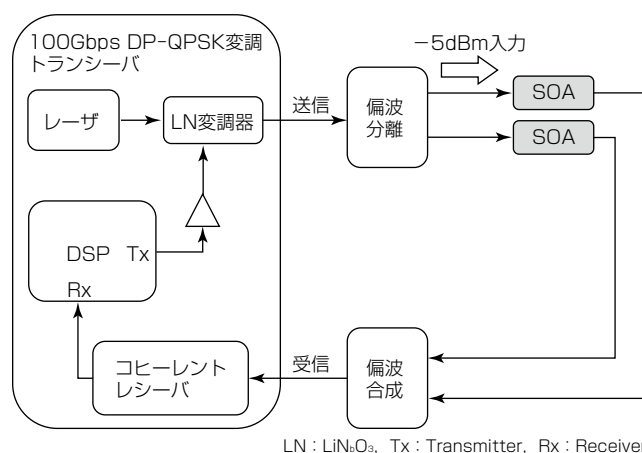 100Gbps DP-QPSK変調
トランシーバ
レーザ
LN変調器
送信
偏波
分離
−5dBm入力
SOA
SOA
DSP Tx
Rx
コヒーレント
レシーバ
受信
偏波
合成
LN：LiNbO₃, Tx：Transmitter, Rx：Receiver